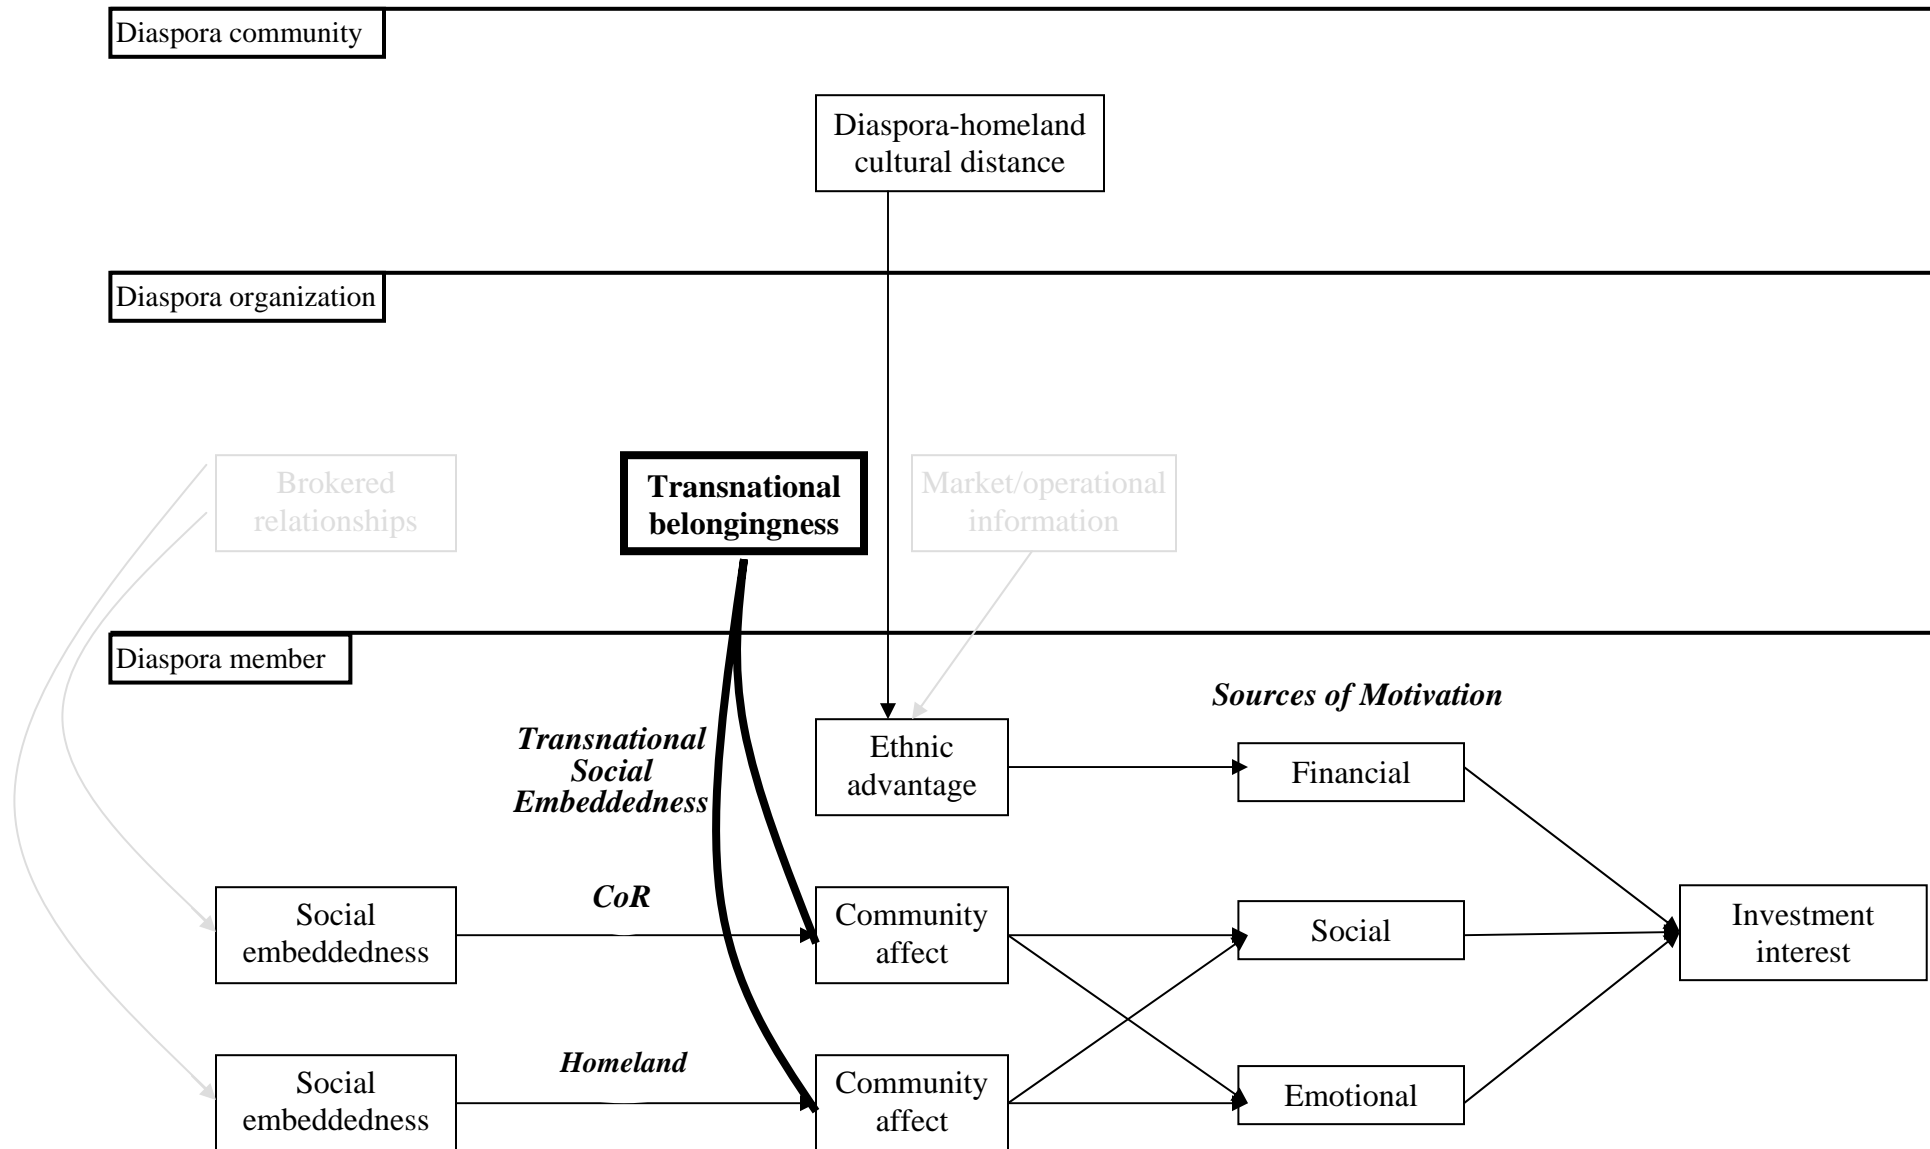 Diaspora community
Diaspora-homeland
cultural distance
Diaspora organization
Brokered
relationships
Transnational
belongingness
Market/operational
information
Diaspora member
Sources of Motivation
Transnational
Social
Embeddedness
Ethnic
advantage
Financial
Social
embeddedness
CoR
Community
affect
Social
Investment
interest
Social
embeddedness
Homeland
Community
affect
Emotional